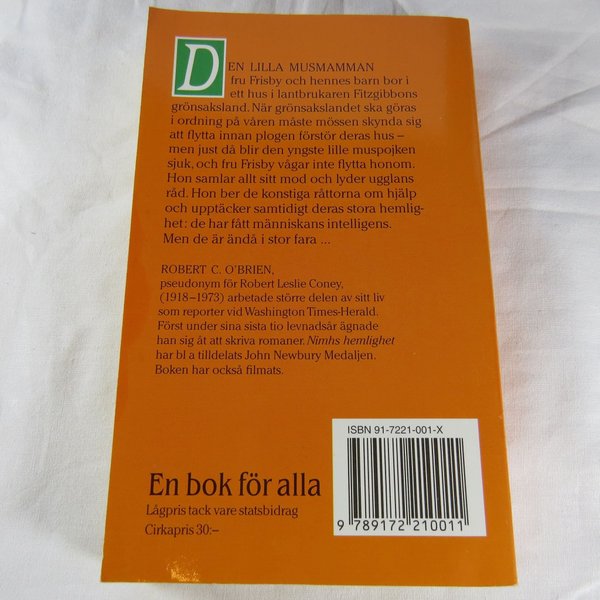 DEN LILLA MUSMAMMAN
fru Frisby och hennes barn bor i
ett hus i lantbrukaren Fitzgibbons
grönsaksland. När grönsakslandet ska göras
i ordning på våren måste mössen skynda sig
att flytta innan plogen förstör deras hus –
men just då blir den yngste lille muspojken
sjuk, och fru Frisby vågar inte flytta honom.
Hon samlar allt sitt mod och lyder ugglans
råd. Hon ber de konstiga råttorna om hjälp
och upptäcker samtidigt deras stora hemlig-
het: de har fått människans intelligens.
Men de är ändå i stor fara ...
ROBERT C. O'BRIEN,
pseudonym för Robert Leslie Coney,
(1918–1973) arbetade större delen av sitt liv
som reporter vid Washington Times-Herald.
Först under sina sista tio levnadsår ägnade
han sig åt att skriva romaner. Nimhs hemlighet
har bl a tilldelats John Newbury Medaljen.
Boken har också filmats.
ISBN 91-7221-001-X
9 789172 210011
En bok för alla
Lågpris tack vare statsbidrag
Cirkapris 30:–